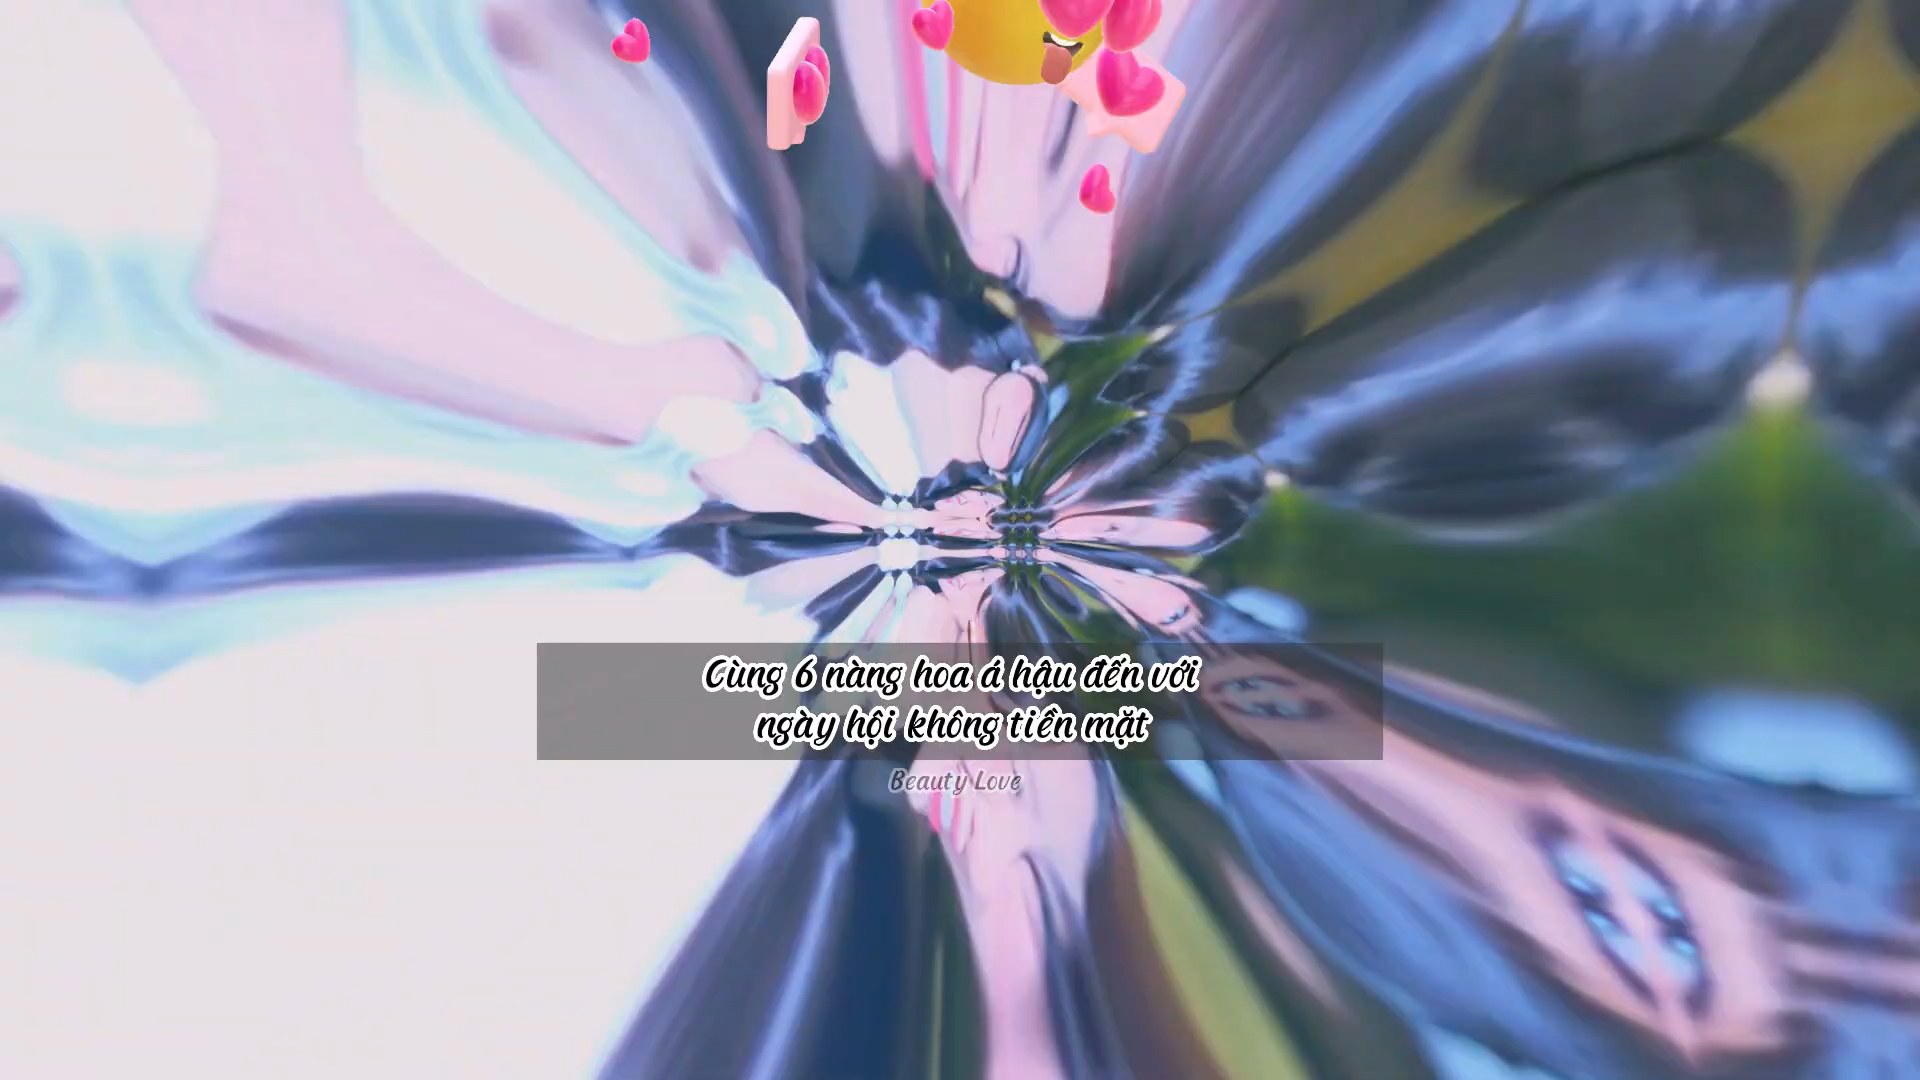 Cùng 6 nàng hoa á hậu đến với
ngày hội không tiền mặt
Beauty Love